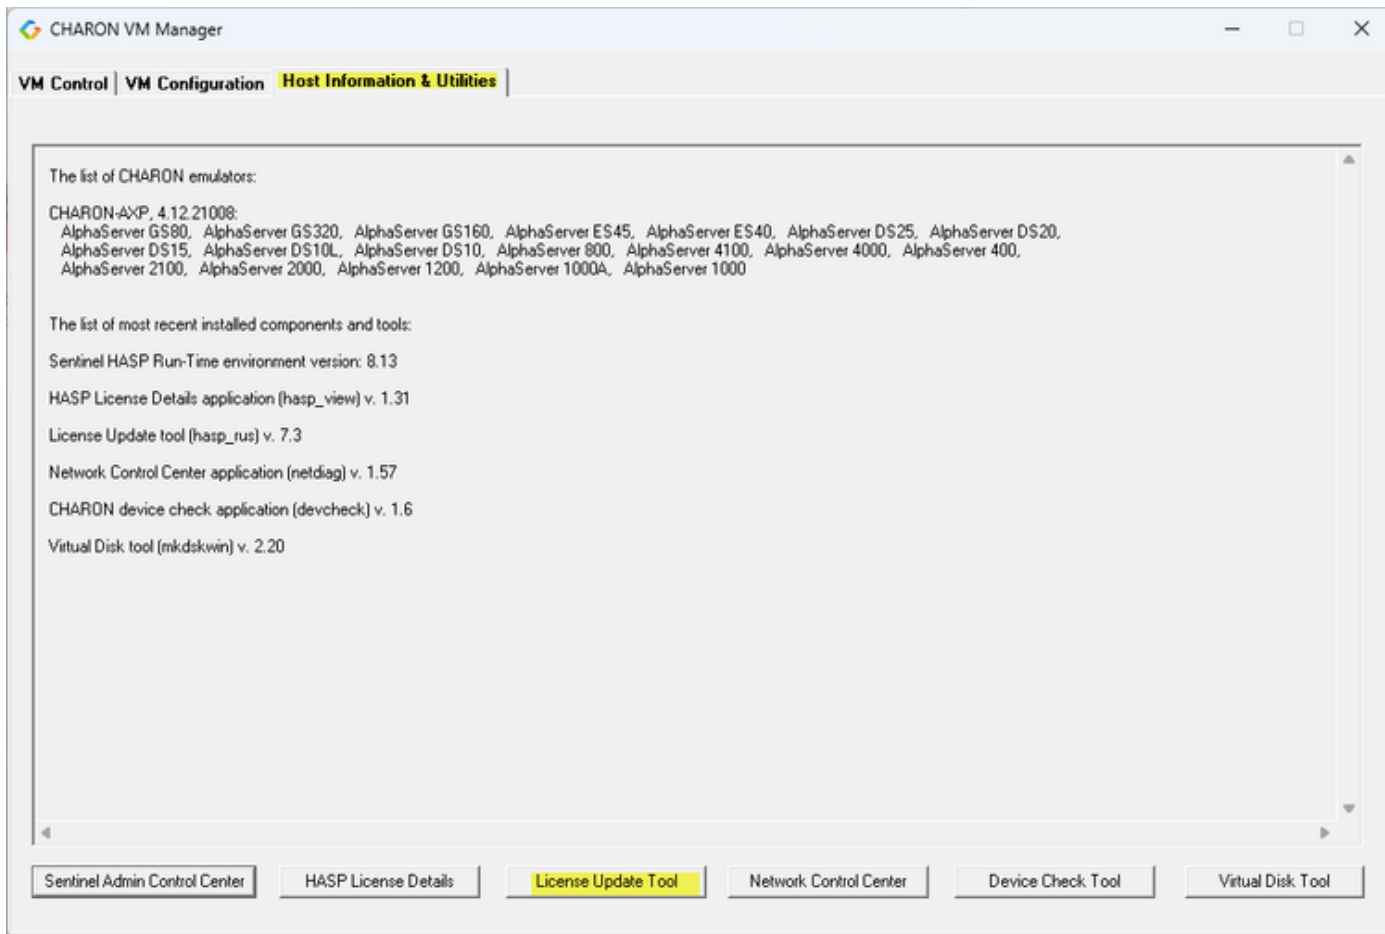 CHARON VM Manager
VM Control VM Configuration Host Information & Utilities
The list of CHARON emulators:
CHARON-AXP, 4.12.21008:
AlphaServer GS80, AlphaServer GS320, AlphaServer GS160, AlphaServer ES45, AlphaServer ES40, AlphaServer DS25, AlphaServer DS20,
AlphaServer DS15, AlphaServer DS10L, AlphaServer DS10, AlphaServer 800, AlphaServer 4100, AlphaServer 4000, AlphaServer 400,
AlphaServer 2100, AlphaServer 2000, AlphaServer 1200, AlphaServer 1000A, AlphaServer 1000
The list of most recent installed components and tools:
Sentinel HASP Run-Time environment version: 8.13
HASP License Details application (hasp_view) v. 1.31
License Update tool (hasp_rus) v. 7.3
Network Control Center application (netdiag) v. 1.57
CHARON device check application (devcheck) v. 1.6
Virtual Disk tool (mkdskwin) v. 2.20
Sentinel Admin Control Center HASP License Details License Update Tool Network Control Center Device Check Tool Virtual Disk Tool